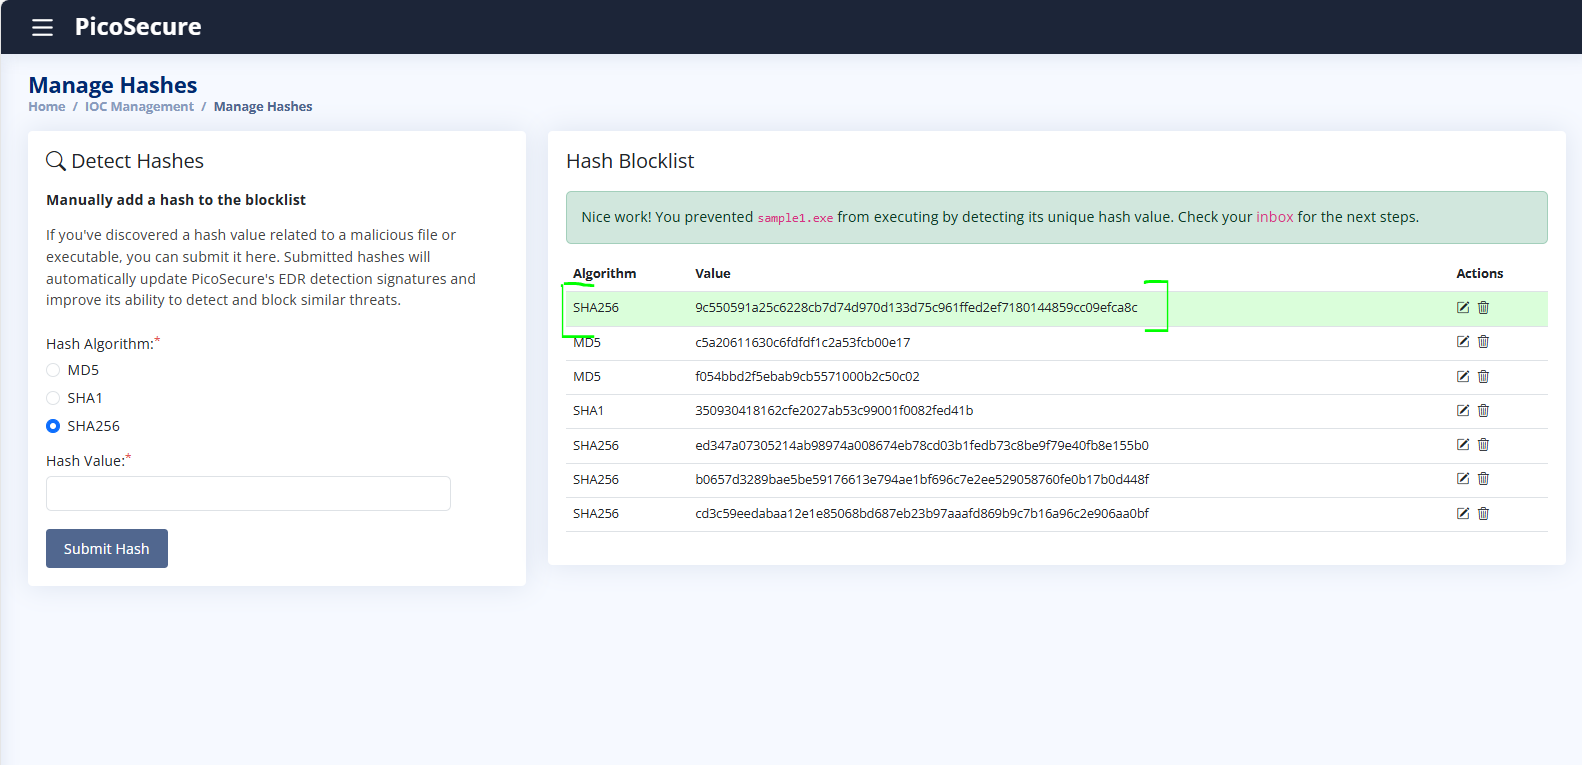 PicoSecure
Manage Hashes
Home / IOC Management / Manage Hashes
Detect Hashes
Manually add a hash to the blocklist
If you've discovered a hash value related to a malicious file or
executable, you can submit it here. Submitted hashes will
automatically update PicoSecure's EDR detection signatures and
improve its ability to detect and block similar threats.
Hash Algorithm:*
MD5
SHA1
SHA256
Hash Value:*
Submit Hash
Hash Blocklist
Nice work! You prevented sample1.exe from executing by detecting its unique hash value. Check your inbox for the next steps.
Algorithm Value Actions
SHA256 9c550591a25c6228cb7d74d970d133d75c961ffed2ef7180144859cc09efca8c
MD5 c5a20611630c6fdfdf1c2a53fcb00e17
MD5 f054bbd2f5ebab9cb5571000b2c50c02
SHA1 350930418162cfe2027ab53c99001f0082fed41b
SHA256 ed347a07305214ab98974a008674eb78cd03b1fedb73c8be9f79e40fb8e155b0
SHA256 b0657d3289bae5be59176613e794ae1bf696c7e2ee529058760fe0b17b0d448f
SHA256 cd3c59eedabaa12e1e85068bd687eb23b97aaafd869b9c7b16a96c2e906aa0bf